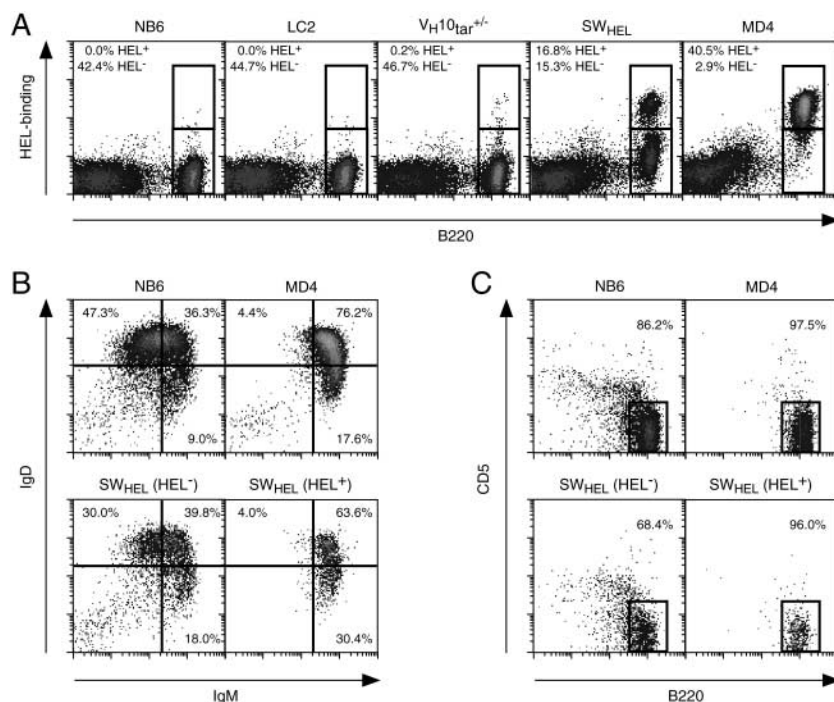 A
NB6 LC2 VH10tar+/- SWHEL MD4
0.0% HEL+ 0.0% HEL+ 0.2% HEL+ 16.8% HEL+ 40.5% HEL+
42.4% HEL- 44.7% HEL- 46.7% HEL- 15.3% HEL- 2.9% HEL-
HEL-binding
B220
B
NB6 MD4
47.3% 36.3% 4.4% 76.2%
9.0% 17.6%
IgD
SWHEL (HEL-) SWHEL (HEL+)
30.0% 39.8% 4.0% 63.6%
18.0% 30.4%
IgM
C
NB6 MD4
86.2% 97.5%
CD5
SWHEL (HEL-) SWHEL (HEL+)
68.4% 96.0%
B220